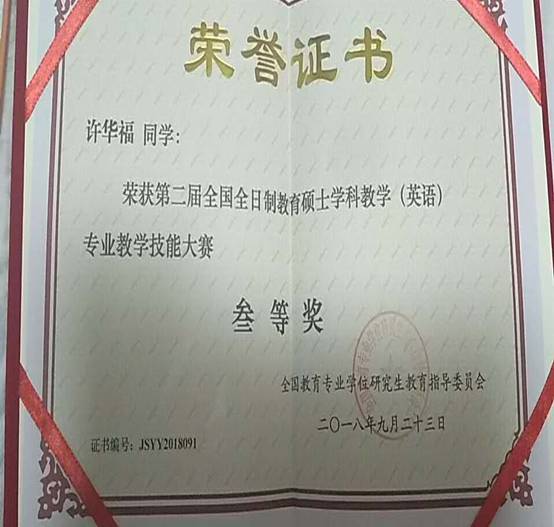 荣誉证书
许华福 同学：
荣获第二届全国全日制教育硕士学科教学（英语）
专业教学技能大赛
叁等奖
全国教育专业学位研究生教育指导委员会
二〇一八年九月二十三日
证书编号：JSYY2018091